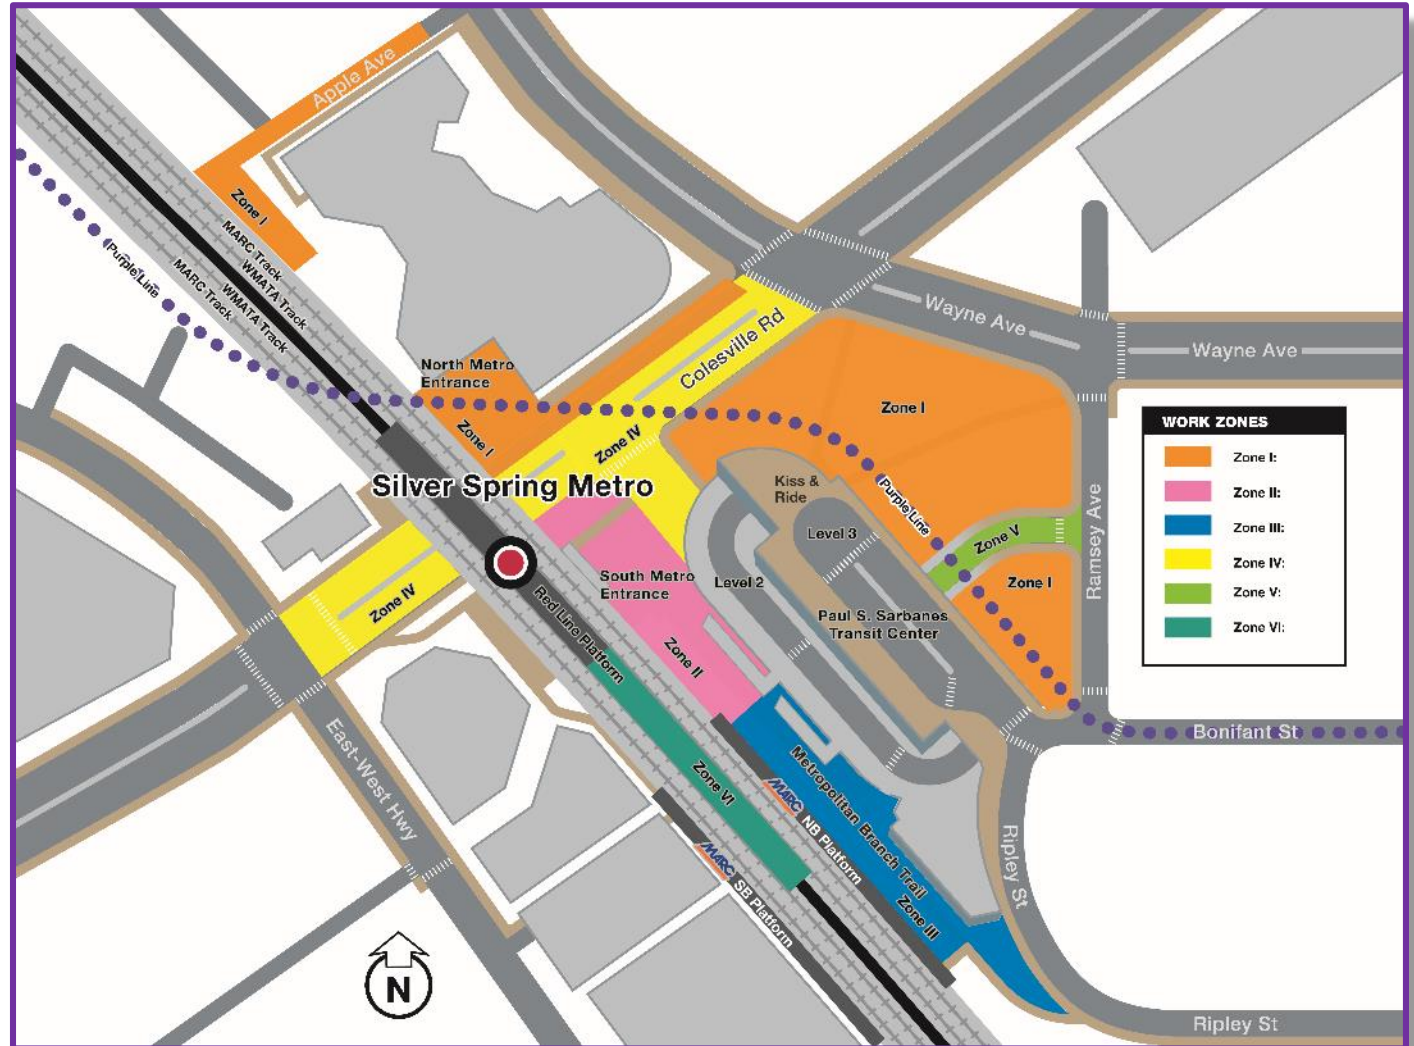 Apple Ave
Zone I
MARC Track
WMATA Track
MARC Track
WMATA Track
Purple Line
North Metro
Entrance
Zone I
Colesville Rd
Zone IV
Wayne Ave
Wayne Ave
Zone I
Silver Spring Metro
Kiss &
Ride
Purple Line
Level 3
Zone V
Ramsey Ave
Zone I
Level 2
South Metro
Entrance
Zone IV
Red Line Platform
Paul S. Sarbanes
Transit Center
Zone II
WORK ZONES
Zone I:
Zone II:
Zone III:
Zone IV:
Zone V:
Zone VI:
East-West Hwy
Bonifant St
Zone VI
MARC NB Platform
Metropolitan Branch Trail
Zone III
MARC SB Platform
Ripley St
N
Ripley St